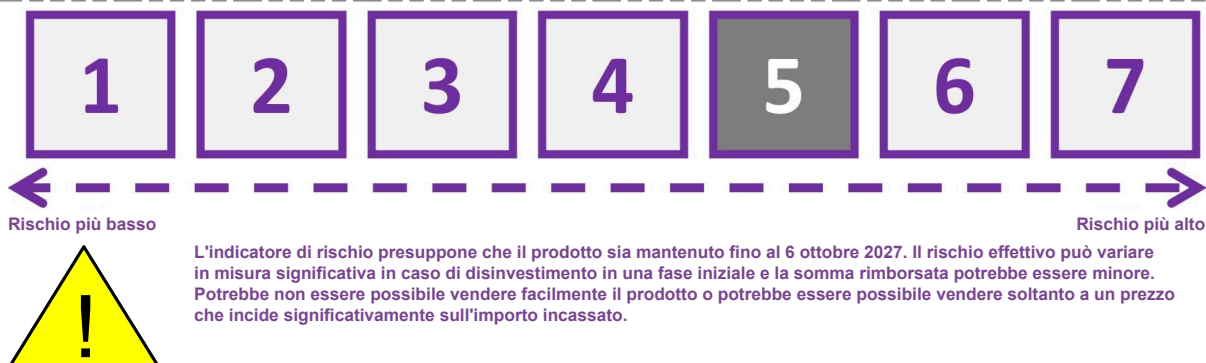 1 2 3 4 5 6 7
Rischio più basso Rischio più alto
L'indicatore di rischio presuppone che il prodotto sia mantenuto fino al 6 ottobre 2027. Il rischio effettivo può variare
in misura significativa in caso di disinvestimento in una fase iniziale e la somma rimborsata potrebbe essere minore.
Potrebbe non essere possibile vendere facilmente il prodotto o potrebbe essere possibile vendere soltanto a un prezzo
che incide significativamente sull'importo incassato.
!